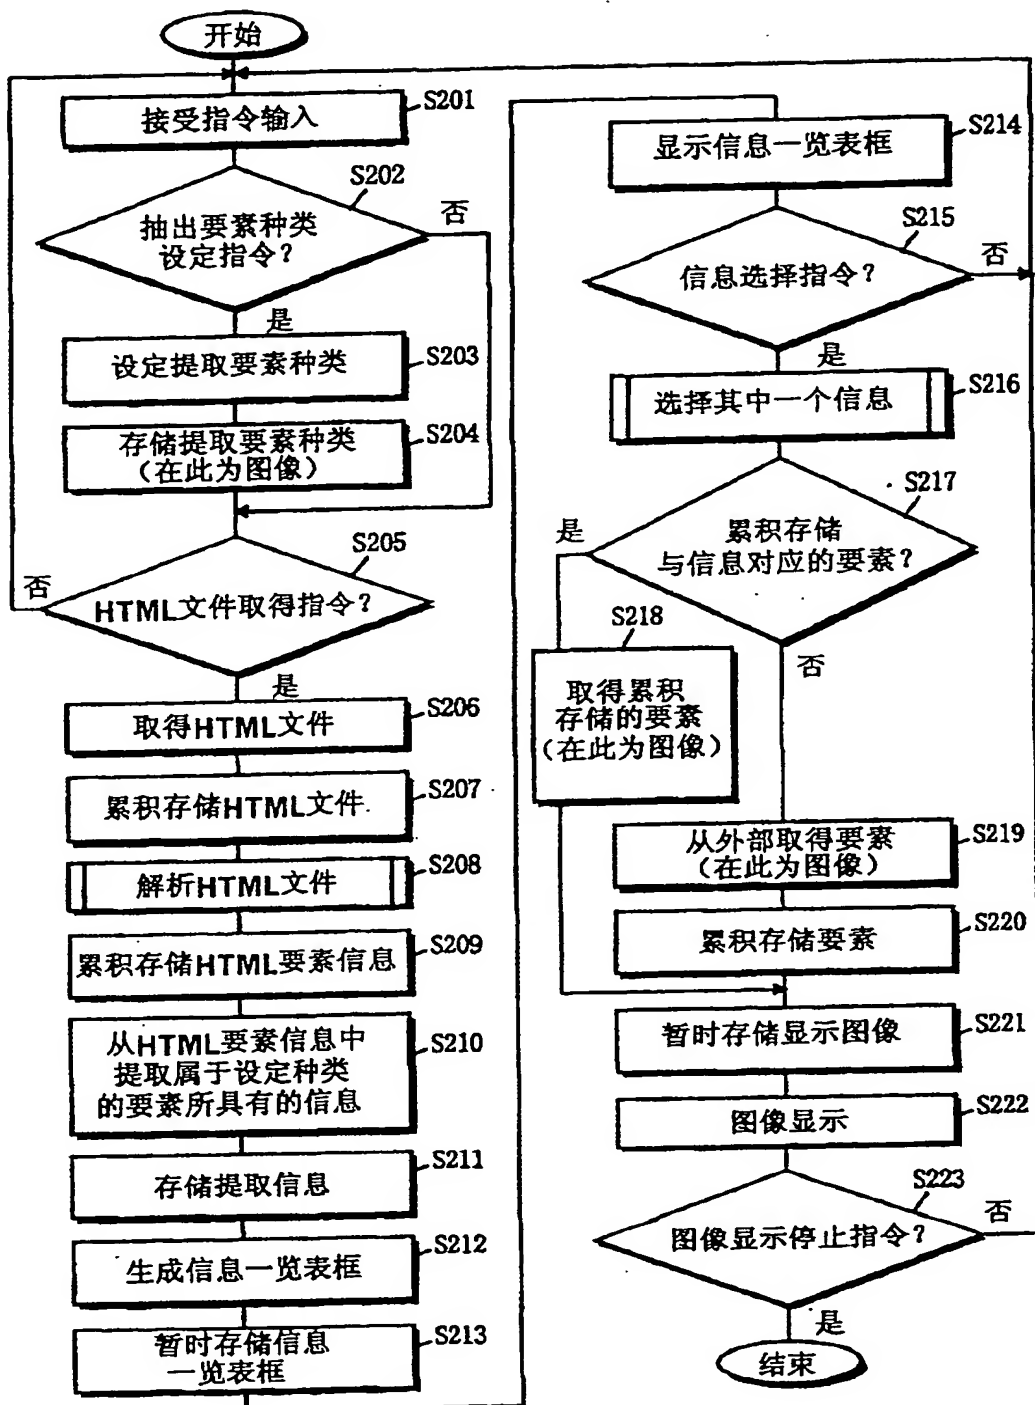 开始
接受指令输入
S201
S202
抽出要素种类
设定指令？
否
是
设定提取要素种类
S203
存储提取要素种类
（在此为图像）
S204
S205
HTML文件取得指令？
否
是
取得HTML文件
S206
累积存储HTML文件
S207
解析HTML文件
S208
累积存储HTML要素信息
S209
从HTML要素信息中
提取属于设定种类
的要素所具有的信息
S210
存储提取信息
S211
生成信息一览表框
S212
暂时存储信息
一览表框
S213
显示信息一览表框
S214
S215
信息选择指令？
否
是
选择其中一个信息
S216
S217
累积存储
与信息对应的要素？
是
否
S218
取得累积
存储的要素
（在此为图像）
从外部取得要素
（在此为图像）
S219
累积存储要素
S220
暂时存储显示图像
S221
图像显示
S222
S223
图像显示停止指令？
否
是
结束